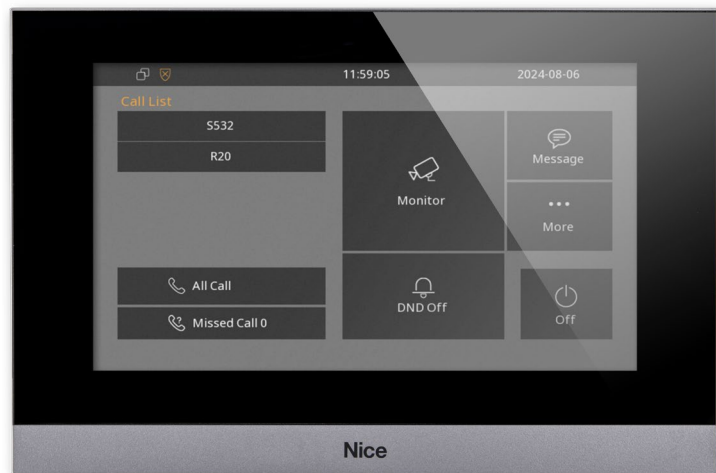 11:59:05
2024-08-06
Call List
S532
R20
Monitor
Message
More
All Call
Missed Call 0
DND Off
Off
Nice